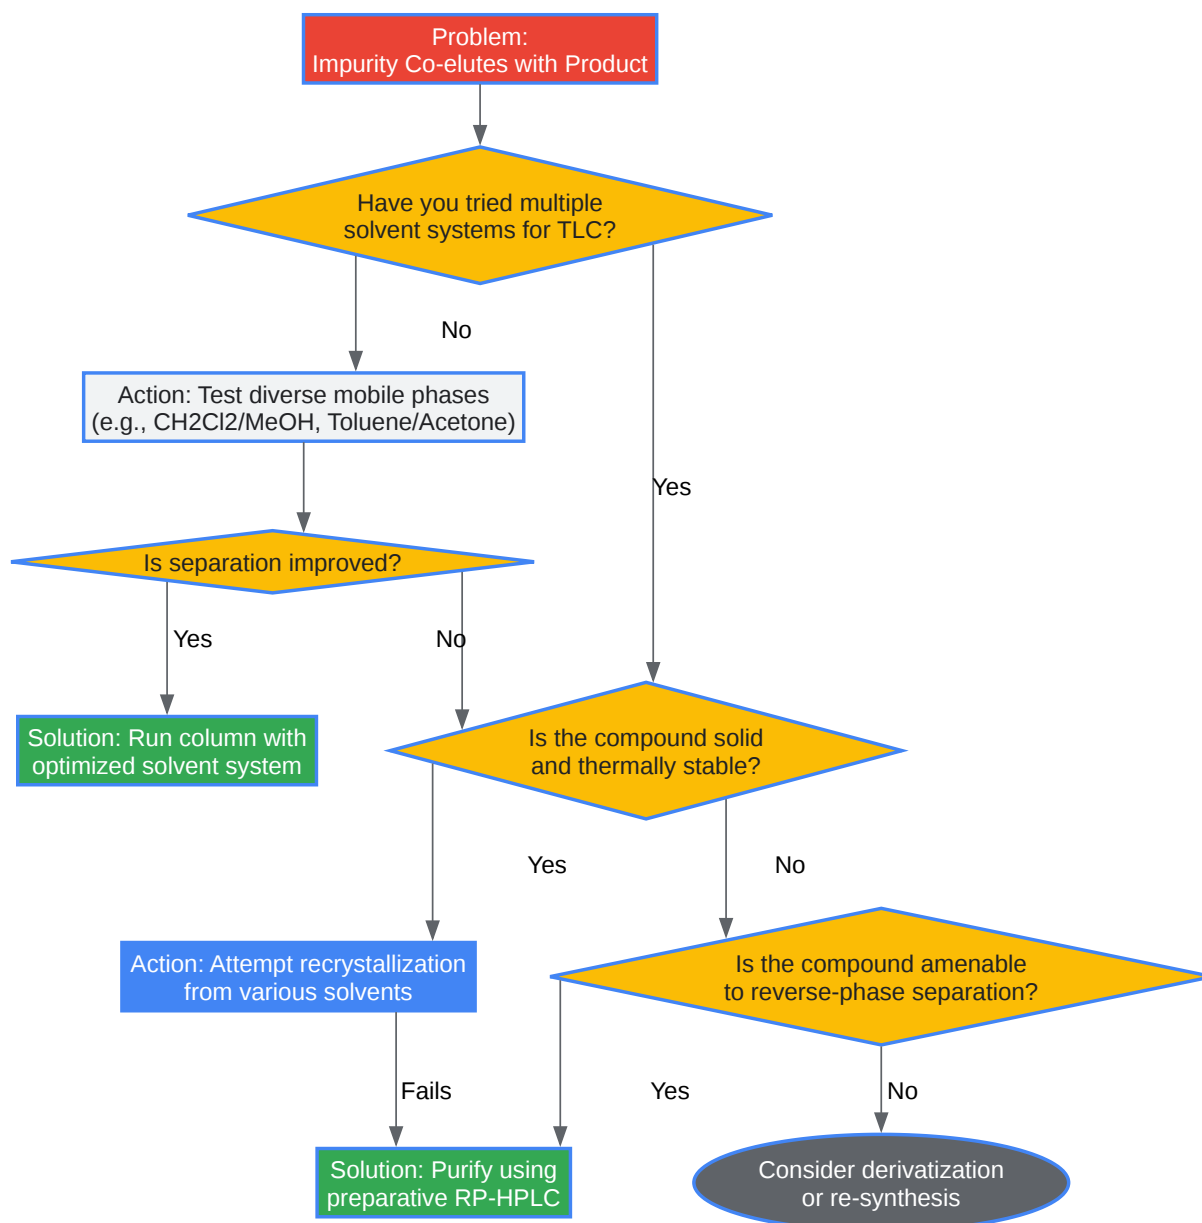 Problem:
Impurity Co-elutes with Product
Have you tried multiple
solvent systems for TLC?
No
Action: Test diverse mobile phases
(e.g., CH2Cl2/MeOH, Toluene/Acetone)
Yes
Is separation improved?
Yes
No
Solution: Run column with
optimized solvent system
Is the compound solid
and thermally stable?
Yes
No
Action: Attempt recrystallization
from various solvents
Is the compound amenable
to reverse-phase separation?
Fails
Yes
No
Solution: Purify using
preparative RP-HPLC
Consider derivatization
or re-synthesis